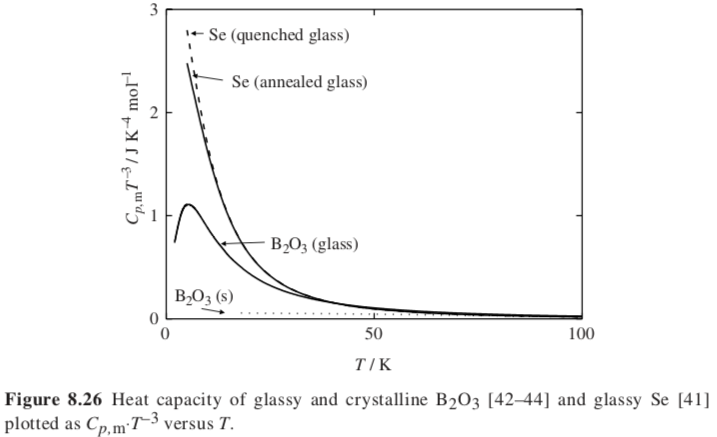 3
Se (quenched glass)
Se (annealed glass)
2
C_{p,m}T^{–3} / J K^{–4} mol^{–1}
1
B₂O₃ (glass)
B₂O₃ (s)
0
0
50
100
T / K
Figure 8.26 Heat capacity of glassy and crystalline B₂O₃ [42–44] and glassy Se [41]
plotted as C_{p,m}·T^{–3} versus T.